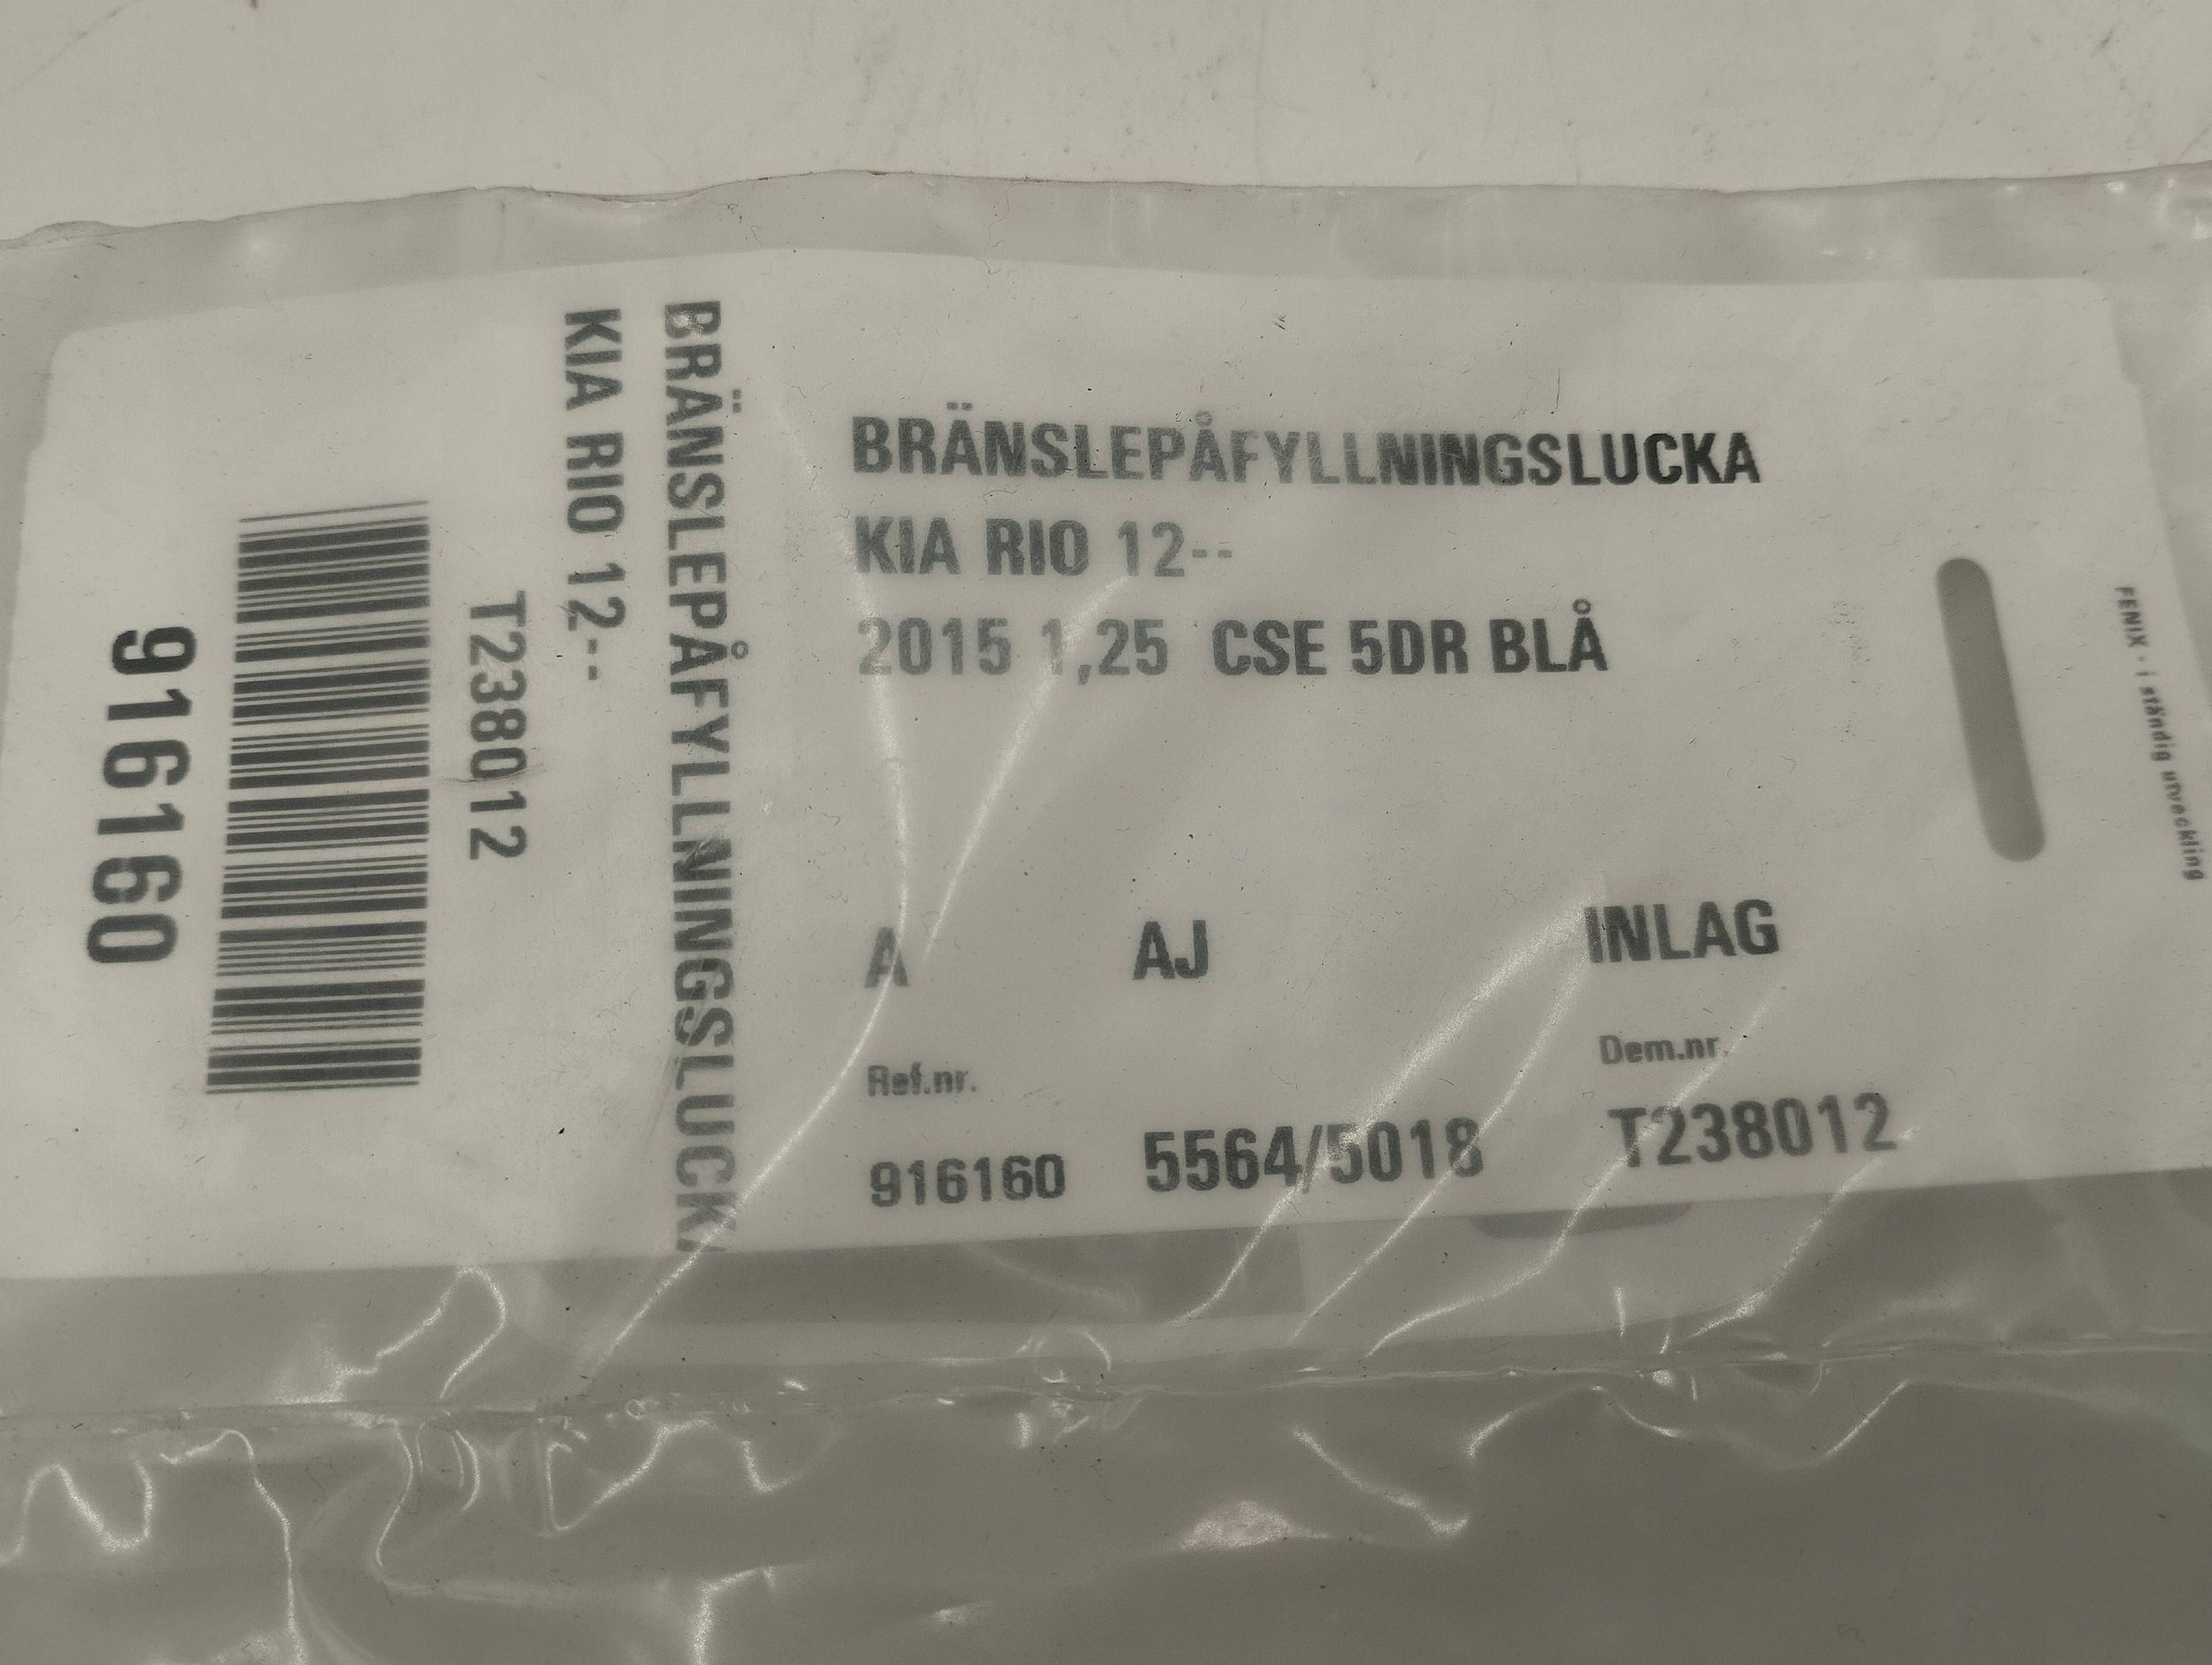 BRÄNSLEPÅFYLLNINGSLUCKA
KIA RIO 12--
2015 1,25 CSE 5DR BLÅ
A AJ INLAG
Ref.nr. Dem.nr.
916160 5564/5018 T238012
BRÄNSLEPÅFYLLNINGSLUCKA
KIA RIO 12--
T238012
916160
FENIX - i ständig utveckling